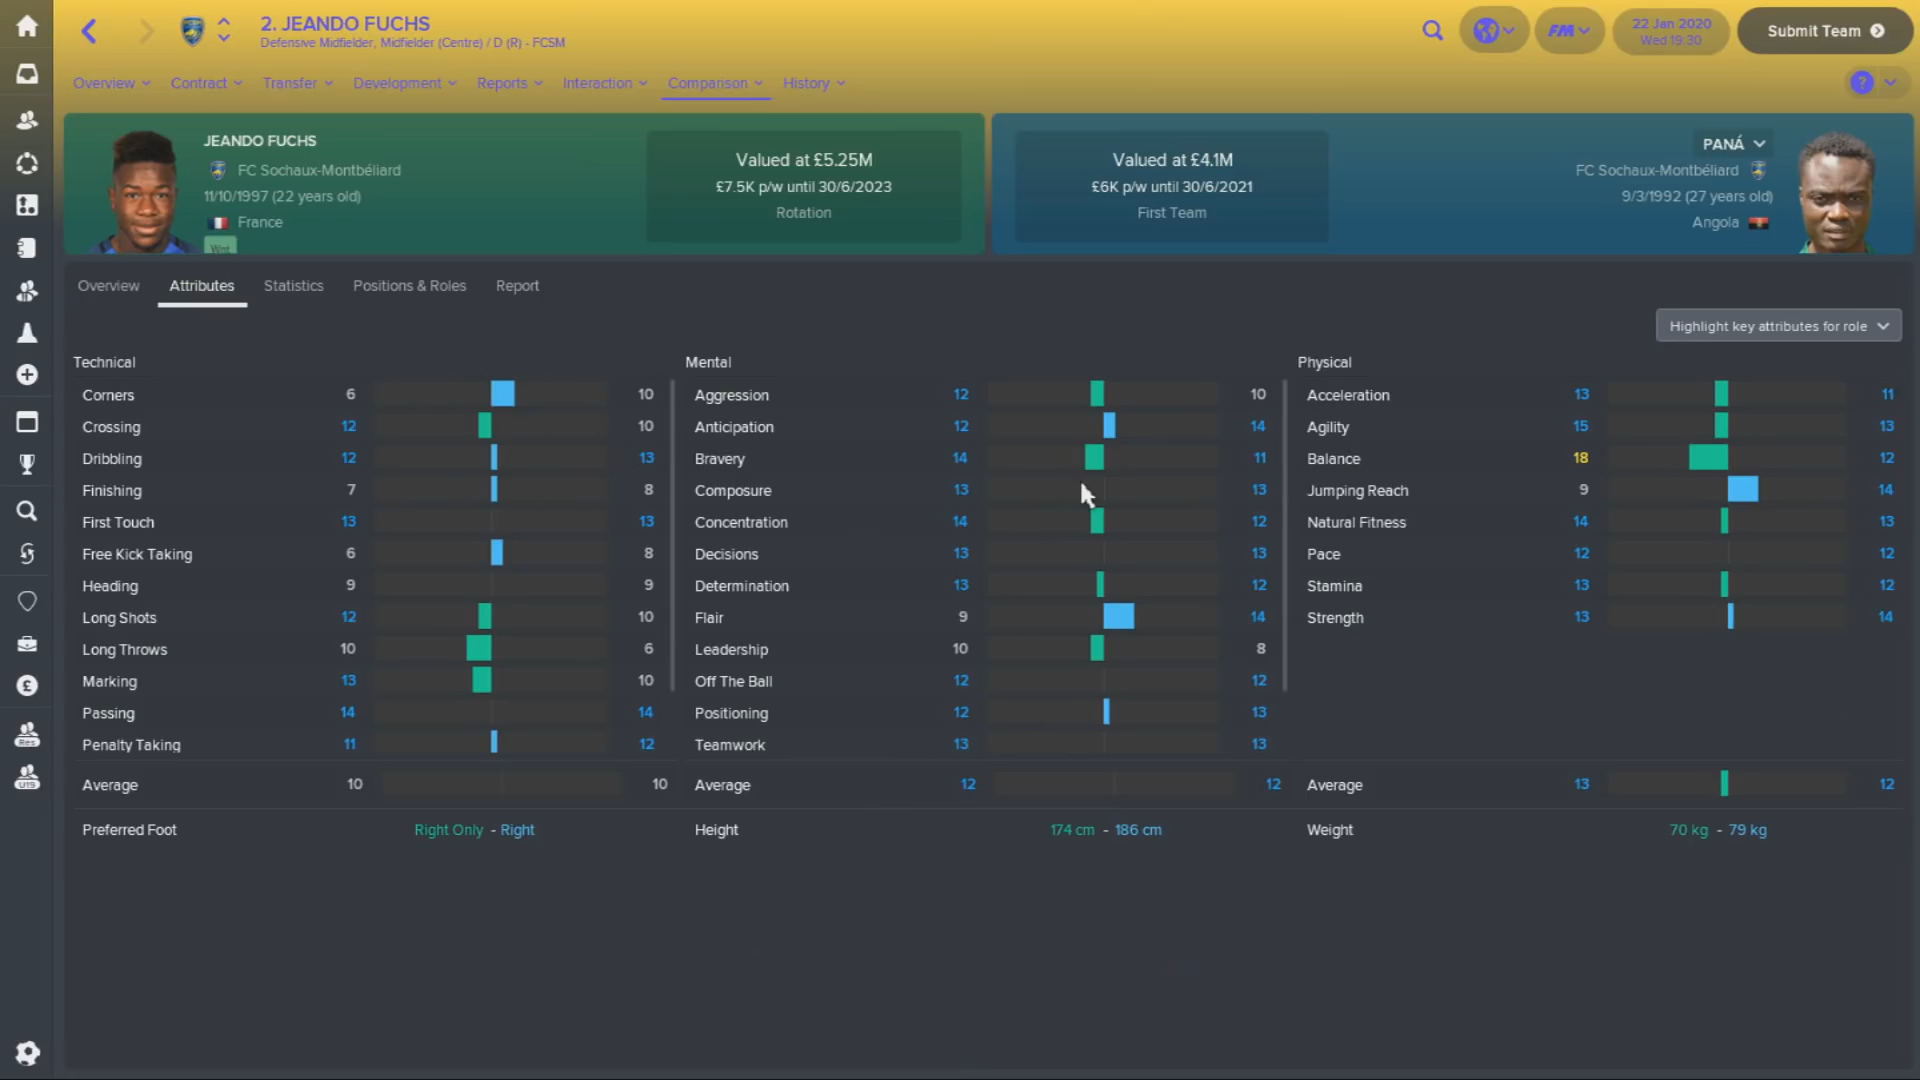 2. JEANDO FUCHS
Defensive Midfielder, Midfielder (Centre) / D (R) - FCSM
FM
22 Jan 2020
Wed 19:30
Submit Team
Overview Contract Transfer Development Reports Interaction Comparison History
?
JEANDO FUCHS
FC Sochaux-Montbéliard
11/10/1997 (22 years old)
France
Wnt
Valued at £5.25M
£7.5K p/w until 30/6/2023
Rotation
Valued at £4.1M
£6K p/w until 30/6/2021
First Team
PANÁ
FC Sochaux-Montbéliard
9/3/1992 (27 years old)
Angola
Overview Attributes Statistics Positions & Roles Report
Highlight key attributes for role
Technical
Corners 6 10
Crossing 12 10
Dribbling 12 13
Finishing 7 8
First Touch 13 13
Free Kick Taking 6 8
Heading 9 9
Long Shots 12 10
Long Throws 10 6
Marking 13 10
Passing 14 14
Penalty Taking 11 12
Average 10 10
Preferred Foot Right Only - Right
Mental
Aggression 12 10
Anticipation 12 14
Bravery 14 11
Composure 13 13
Concentration 14 12
Decisions 13 13
Determination 13 12
Flair 9 14
Leadership 10 8
Off The Ball 12 12
Positioning 12 13
Teamwork 13 13
Average 12 12
Height 174 cm - 186 cm
Physical
Acceleration 13 11
Agility 15 13
Balance 18 12
Jumping Reach 9 14
Natural Fitness 14 13
Pace 12 12
Stamina 13 12
Strength 13 14
Average 13 12
Weight 70 kg - 79 kg
£
Res
U19